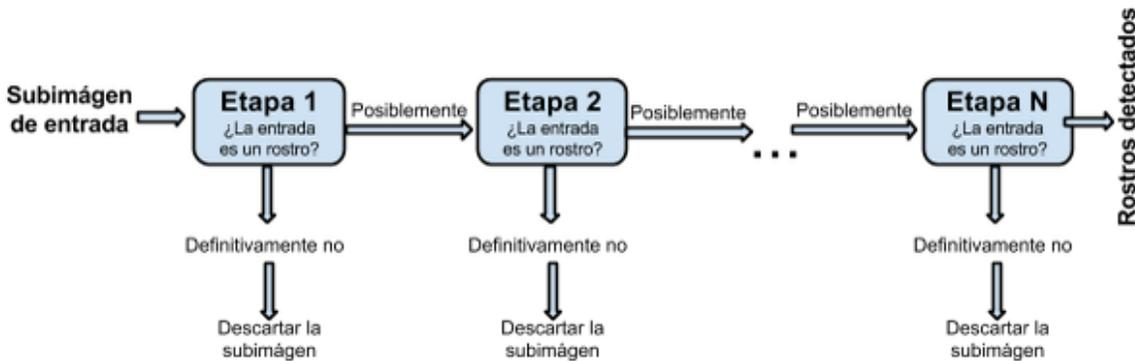 Subimágen
de entrada
Etapa 1
¿La entrada
es un rostro?
Posiblemente
Etapa 2
¿La entrada
es un rostro?
Posiblemente
...
Posiblemente
Etapa N
¿La entrada
es un rostro?
Rostros detectados
Definitivamente no
Definitivamente no
Definitivamente no
Descartar la
subimágen
Descartar la
subimágen
Descartar la
subimágen